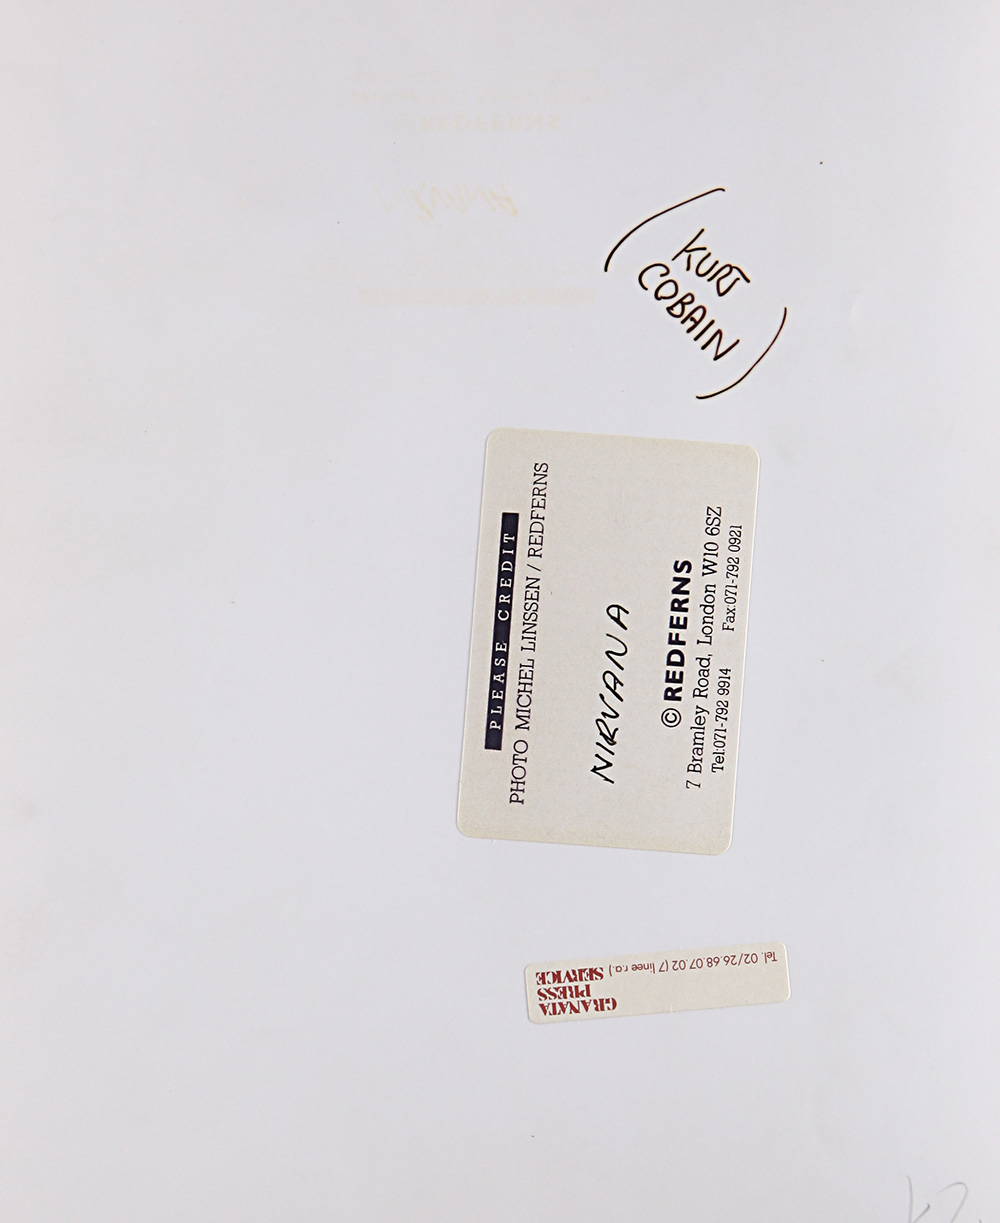 (KURT
COBAIN)
PLEASE CREDIT
PHOTO MICHEL LINSSEN / REDFERNS
NIRVANA
© REDFERNS
7 Bramley Road, London W10 6SZ
Tel:071-792 9914 Fax:071-792 0921
GRANATA
PRESS
SERVICE
Tel. 02/26.68.07.02 (7 linee r.a.)